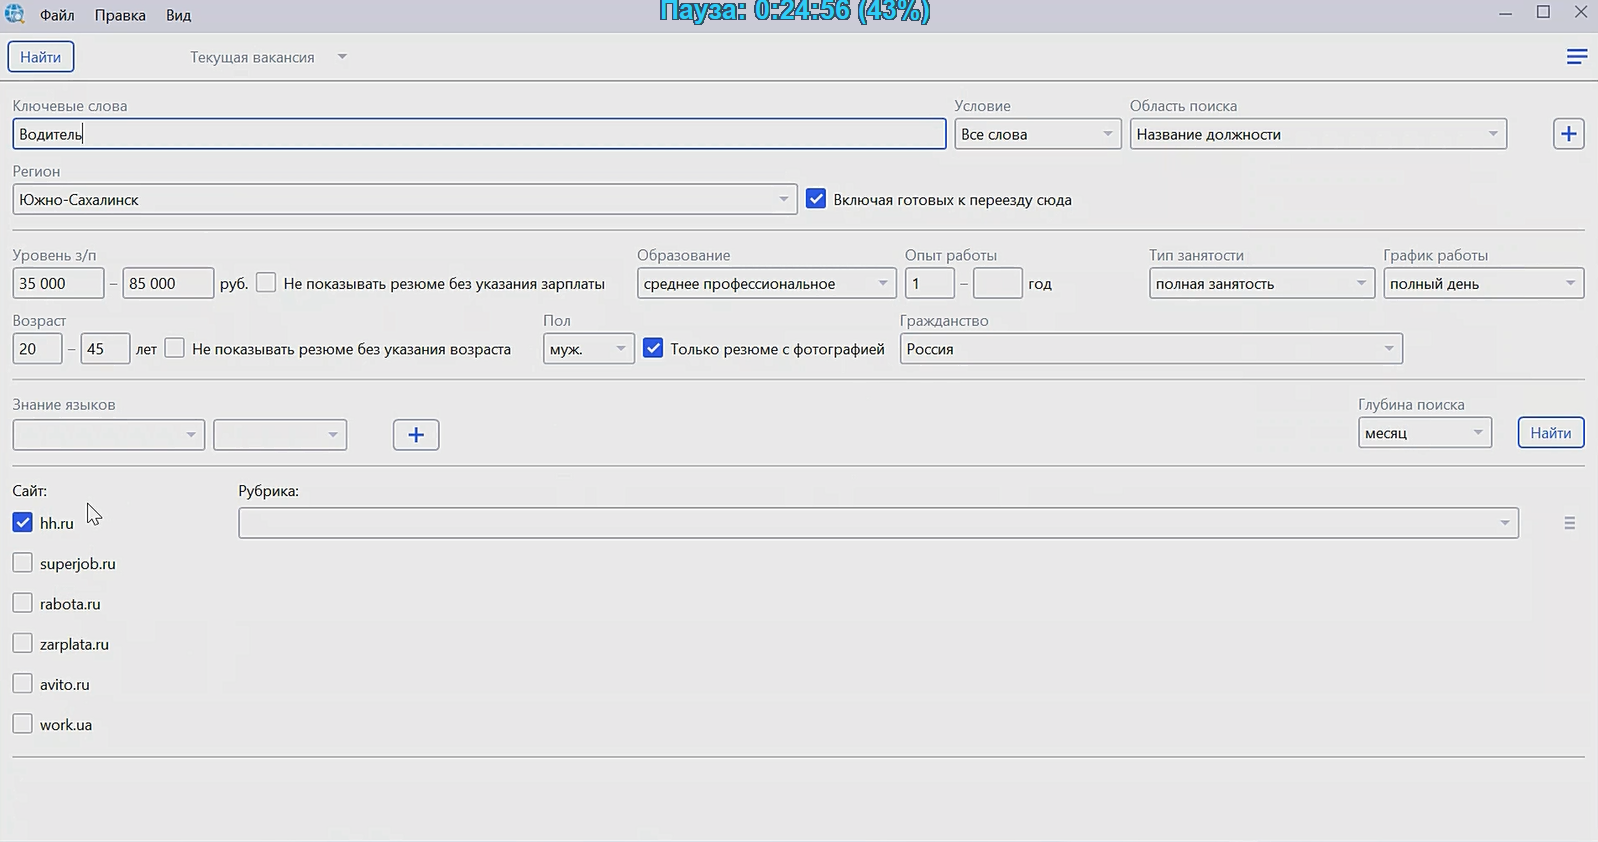 Пауза: 0:24:56 (43%)
Файл Правка Вид
Найти Текущая вакансия
Ключевые слова Условие Область поиска
Водитель Все слова Название должности
Регион
Южно-Сахалинск Включая готовых к переезду сюда
Уровень з/п Образование Опыт работы Тип занятости График работы
35 000 – 85 000 руб. Не показывать резюме без указания зарплаты среднее профессиональное 1 – год полная занятость полный день
Возраст Пол Гражданство
20 – 45 лет Не показывать резюме без указания возраста муж. Только резюме с фотографией Россия
Знание языков Глубина поиска
месяц Найти
Сайт: Рубрика:
hh.ru
superjob.ru
rabota.ru
zarplata.ru
avito.ru
work.ua